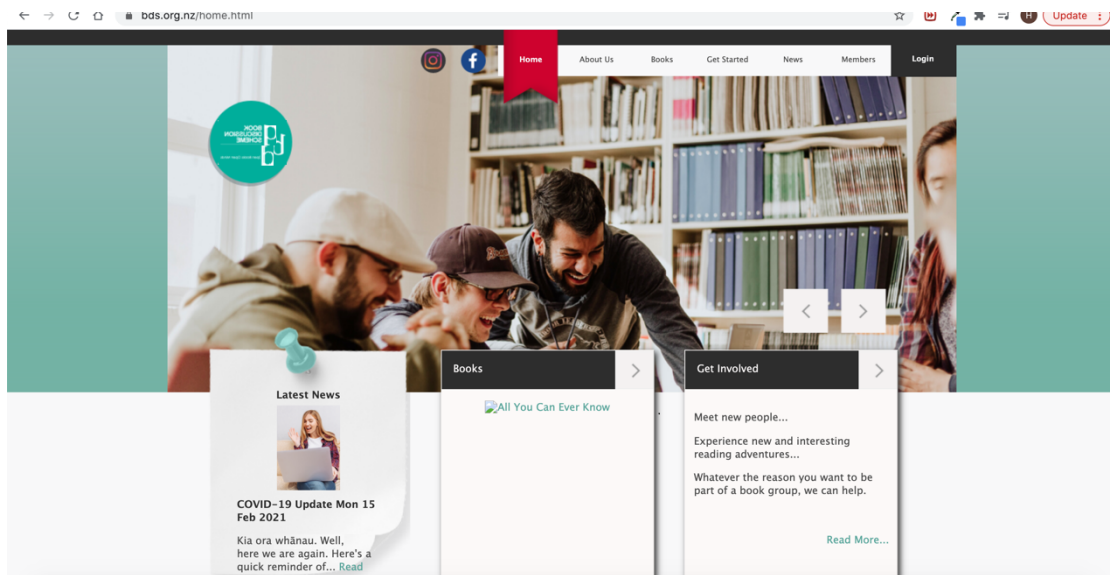 bds.org.nz/home.html
H
Update
Home
About Us
Books
Get Started
News
Members
Login
BOOK
DISCUSSION
SCHEME
Latest News
COVID-19 Update Mon 15
Feb 2021
Kia ora whānau. Well,
here we are again. Here's a
quick reminder of... Read
Books
All You Can Ever Know
Get Involved
Meet new people...
Experience new and interesting
reading adventures...
Whatever the reason you want to be
part of a book group, we can help.
Read More...